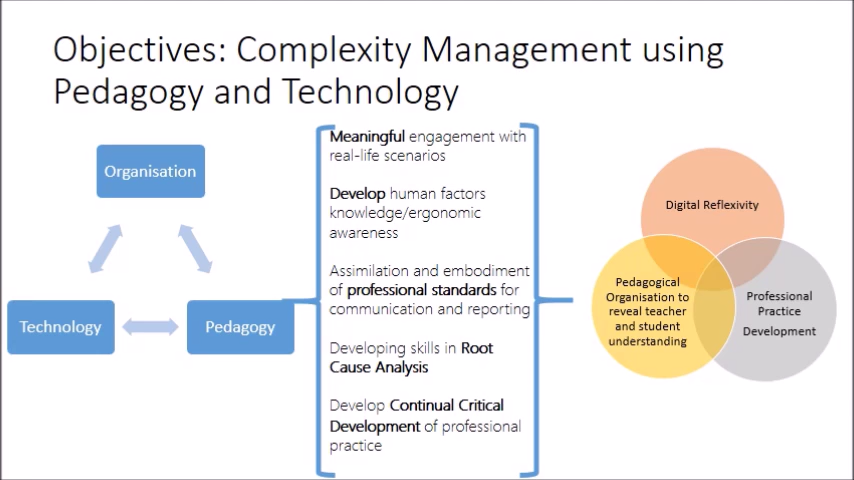 Objectives: Complexity Management using
Pedagogy and Technology
Organisation
Technology
Pedagogy
Meaningful engagement with
real-life scenarios
Develop human factors
knowledge/ergonomic
awareness
Assimilation and embodiment
of professional standards for
communication and reporting
Developing skills in Root
Cause Analysis
Develop Continual Critical
Development of professional
practice
Digital Reflexivity
Pedagogical
Organisation to
reveal teacher
and student
understanding
Professional
Practice
Development